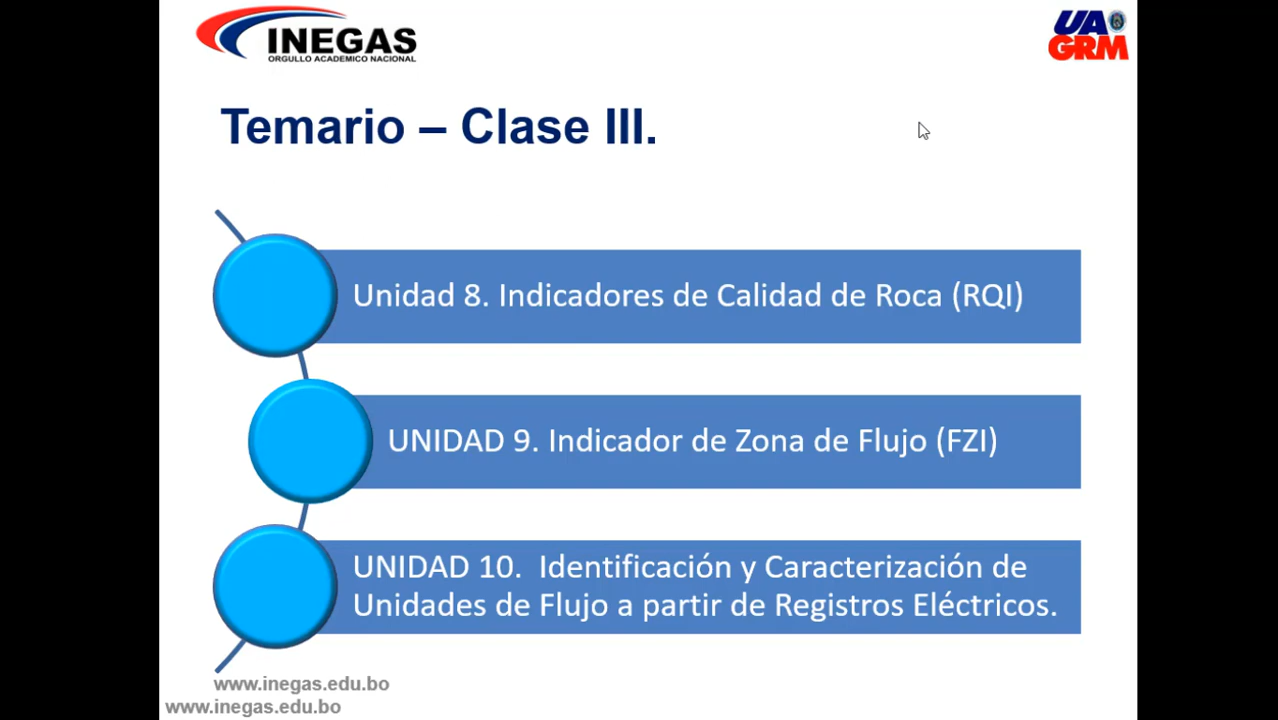 INEGAS
ORGULLO ACADEMICO NACIONAL
UA
GRM
Temario – Clase III.
Unidad 8. Indicadores de Calidad de Roca (RQI)
UNIDAD 9. Indicador de Zona de Flujo (FZI)
UNIDAD 10. Identificación y Caracterización de
Unidades de Flujo a partir de Registros Eléctricos.
www.inegas.edu.bo
www.inegas.edu.bo